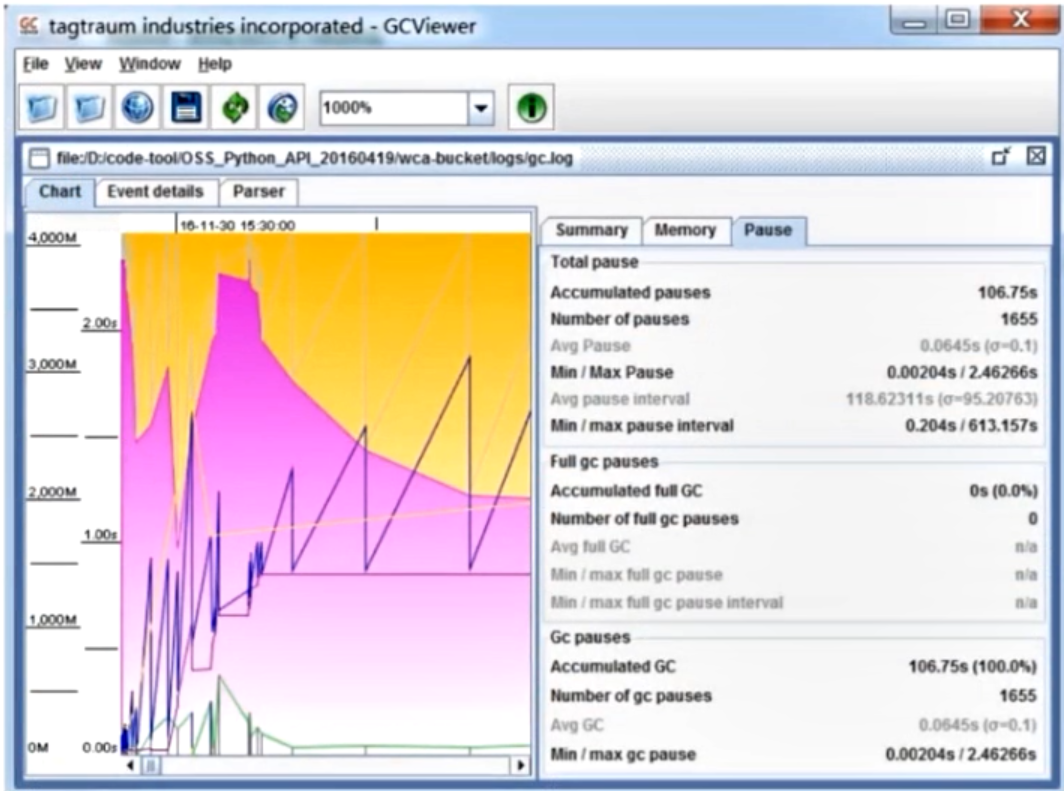 tagtraum industries incorporated - GCViewer
File View Window Help
1000%
file:/D:/code-tool/OSS_Python_API_20160419/wca-bucket/logs/gc.log
Chart Event details Parser
16-11-30 15:30:00
4,000M
2.00s
3,000M
2,000M
1.00s
1,000M
0M 0.00s
Summary Memory Pause
Total pause
Accumulated pauses 106.75s
Number of pauses 1655
Avg Pause 0.0645s (σ=0.1)
Min / Max Pause 0.00204s / 2.46266s
Avg pause interval 118.62311s (σ=95.20763)
Min / max pause interval 0.204s / 613.157s
Full gc pauses
Accumulated full GC 0s (0.0%)
Number of full gc pauses 0
Avg full GC n/a
Min / max full gc pause n/a
Min / max full gc pause interval n/a
Gc pauses
Accumulated GC 106.75s (100.0%)
Number of gc pauses 1655
Avg GC 0.0645s (σ=0.1)
Min / max gc pause 0.00204s / 2.46266s